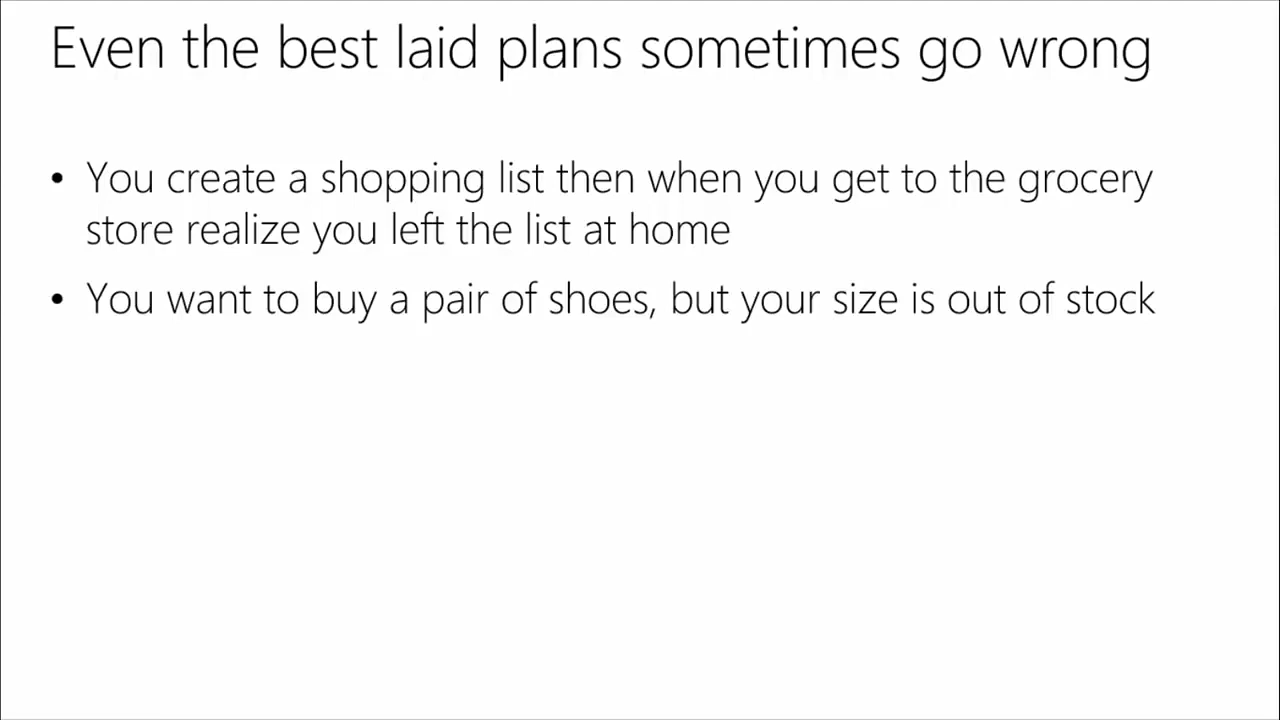 Even the best laid plans sometimes go wrong
• You create a shopping list then when you get to the grocery
store realize you left the list at home
• You want to buy a pair of shoes, but your size is out of stock